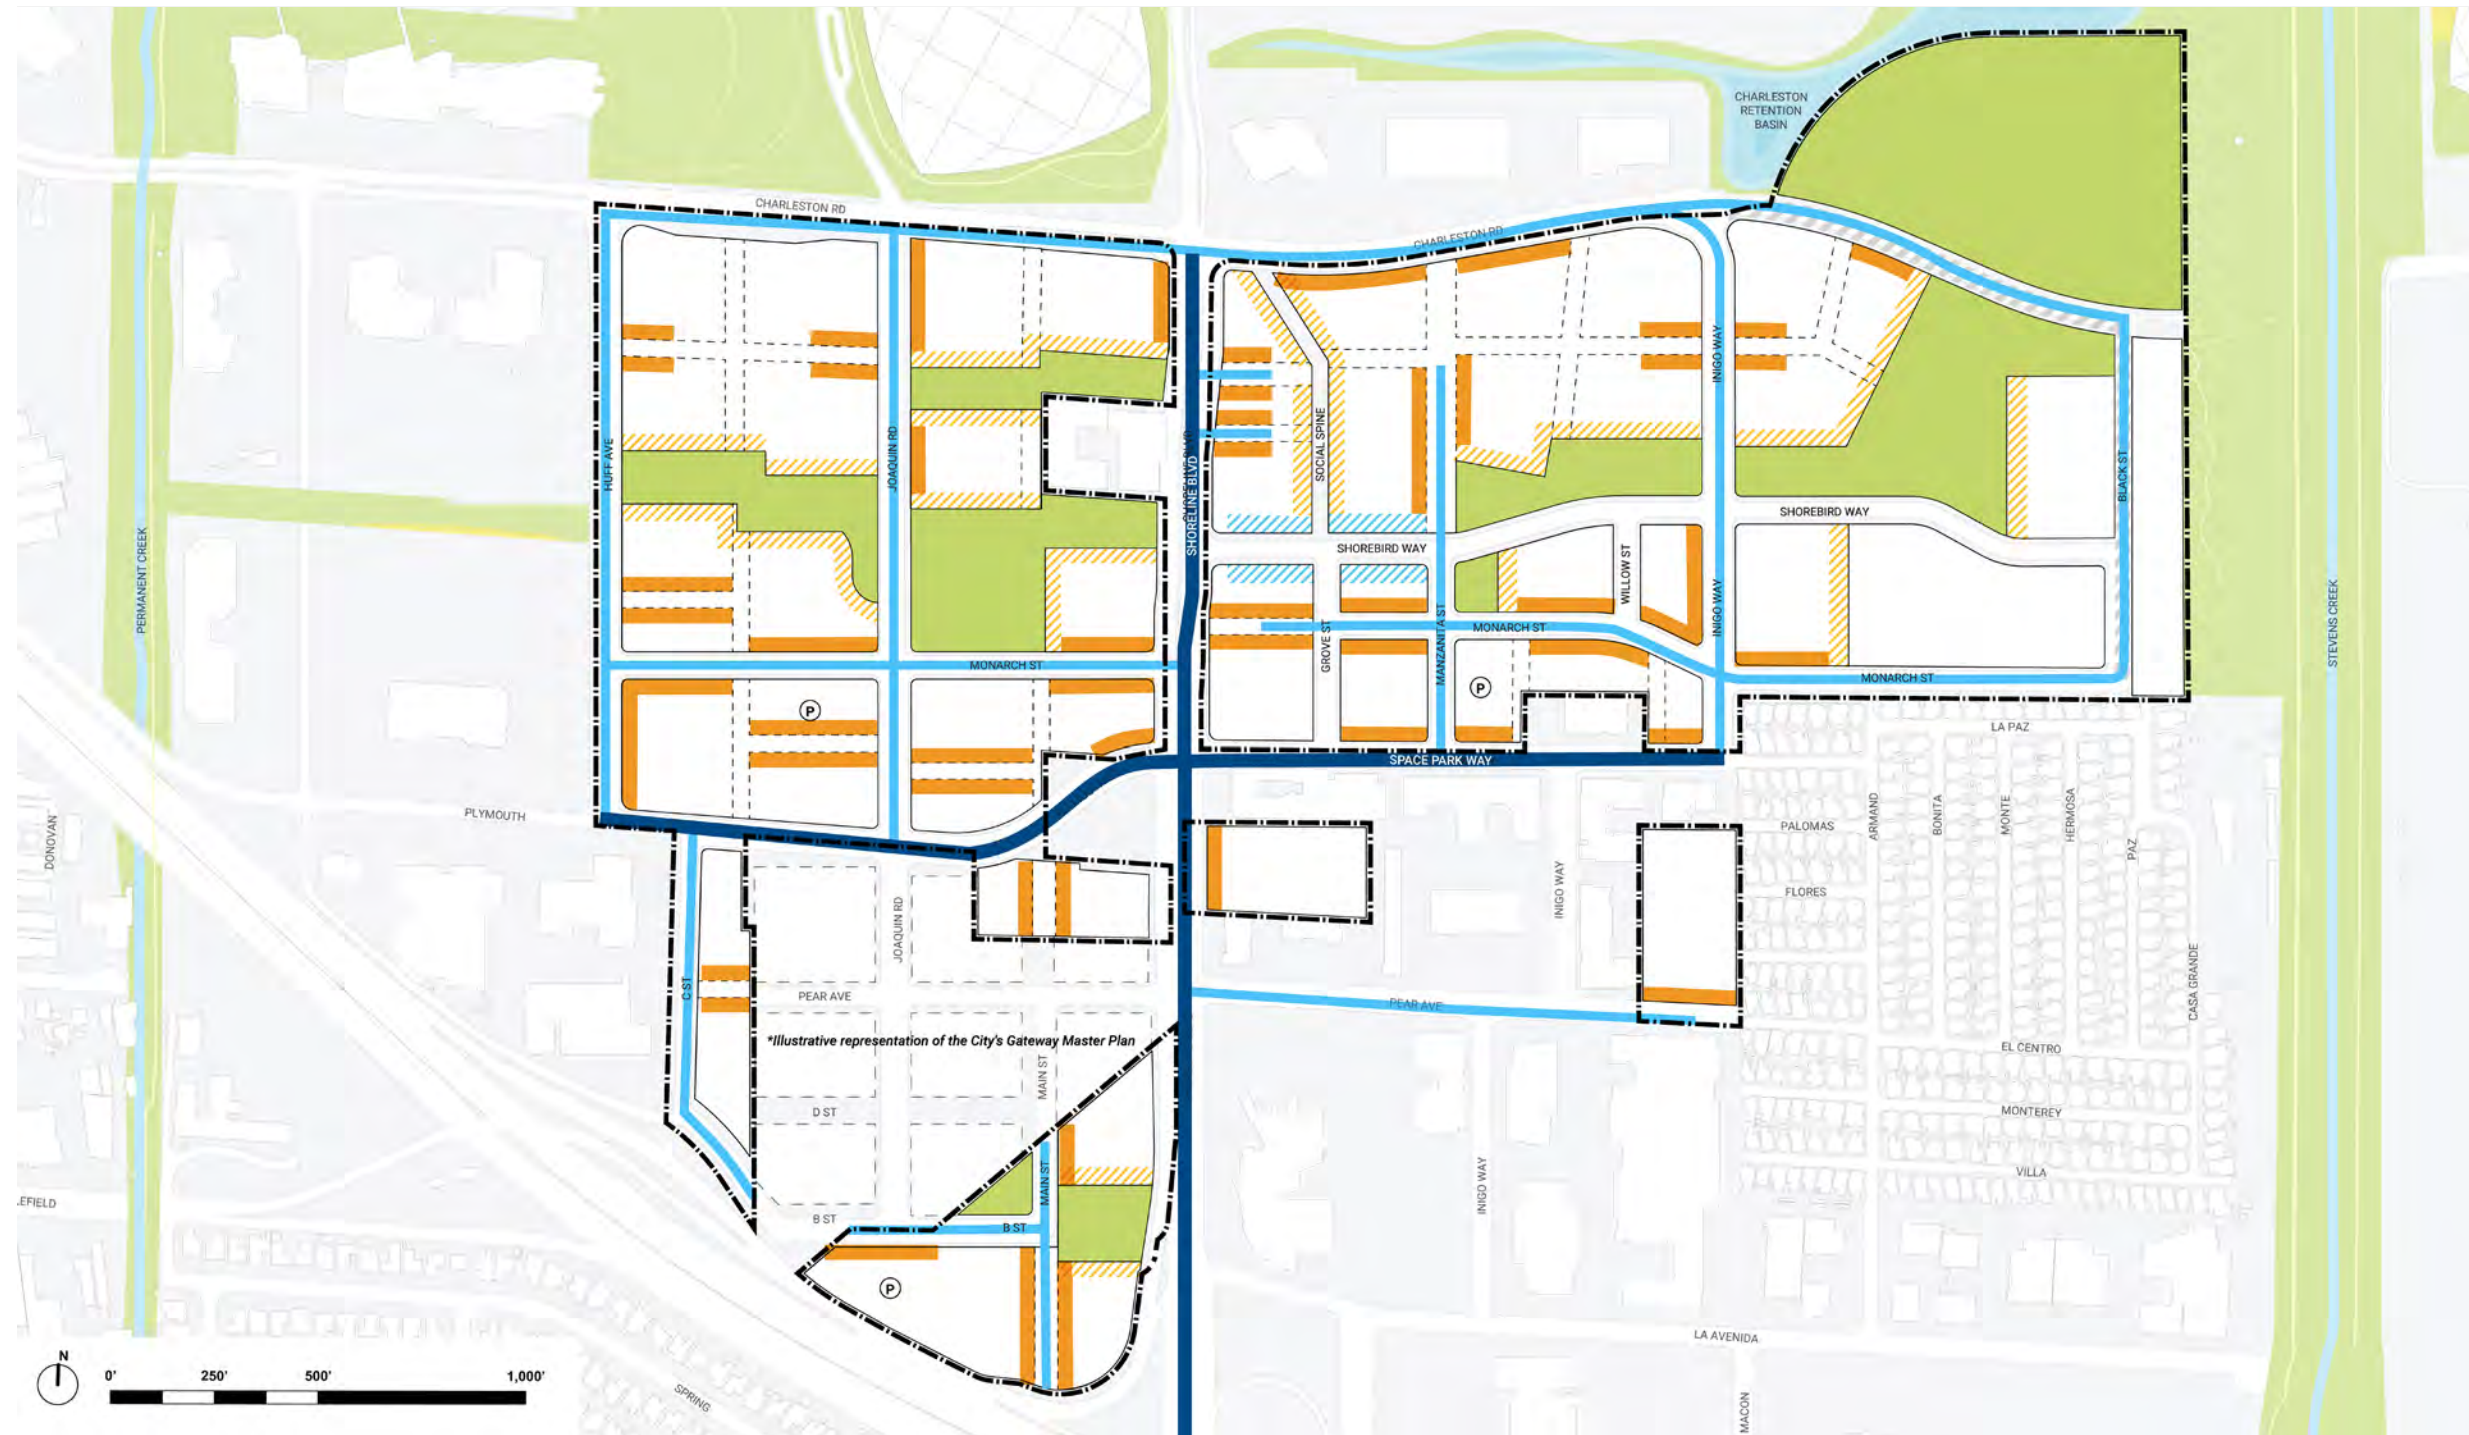 CHARLESTON
RETENTION
BASIN
CHARLESTON RD
CHARLESTON RD
HUFF AVE
JOAQUIN RD
SHORELINE BLVD
SOCIAL SPINE
INIGO WAY
BLACK ST
SHOREBIRD WAY
SHOREBIRD WAY
PERMANENT CREEK
STEVENS CREEK
WILLOW ST
INIGO WAY
GROVE ST
MANZANITA ST
MONARCH ST
MONARCH ST
MONARCH ST
P
P
LA PAZ
SPACE PARK WAY
PLYMOUTH
DONOVAN
PALOMAS
ARMAND
BONITA
MONTE
HERMOSA
PAZ
FLORES
INIGO WAY
JOAQUIN RD
CASA GRANDE
C ST
PEAR AVE
PEAR AVE
*Illustrative representation of the City's Gateway Master Plan
EL CENTRO
MAIN ST
D ST
MONTEREY
VILLA
MAIN ST
INIGO WAY
LEFIELD
B ST
B ST
P
LA AVENIDA
N
0'
250'
500'
1,000'
SPRING
MACON